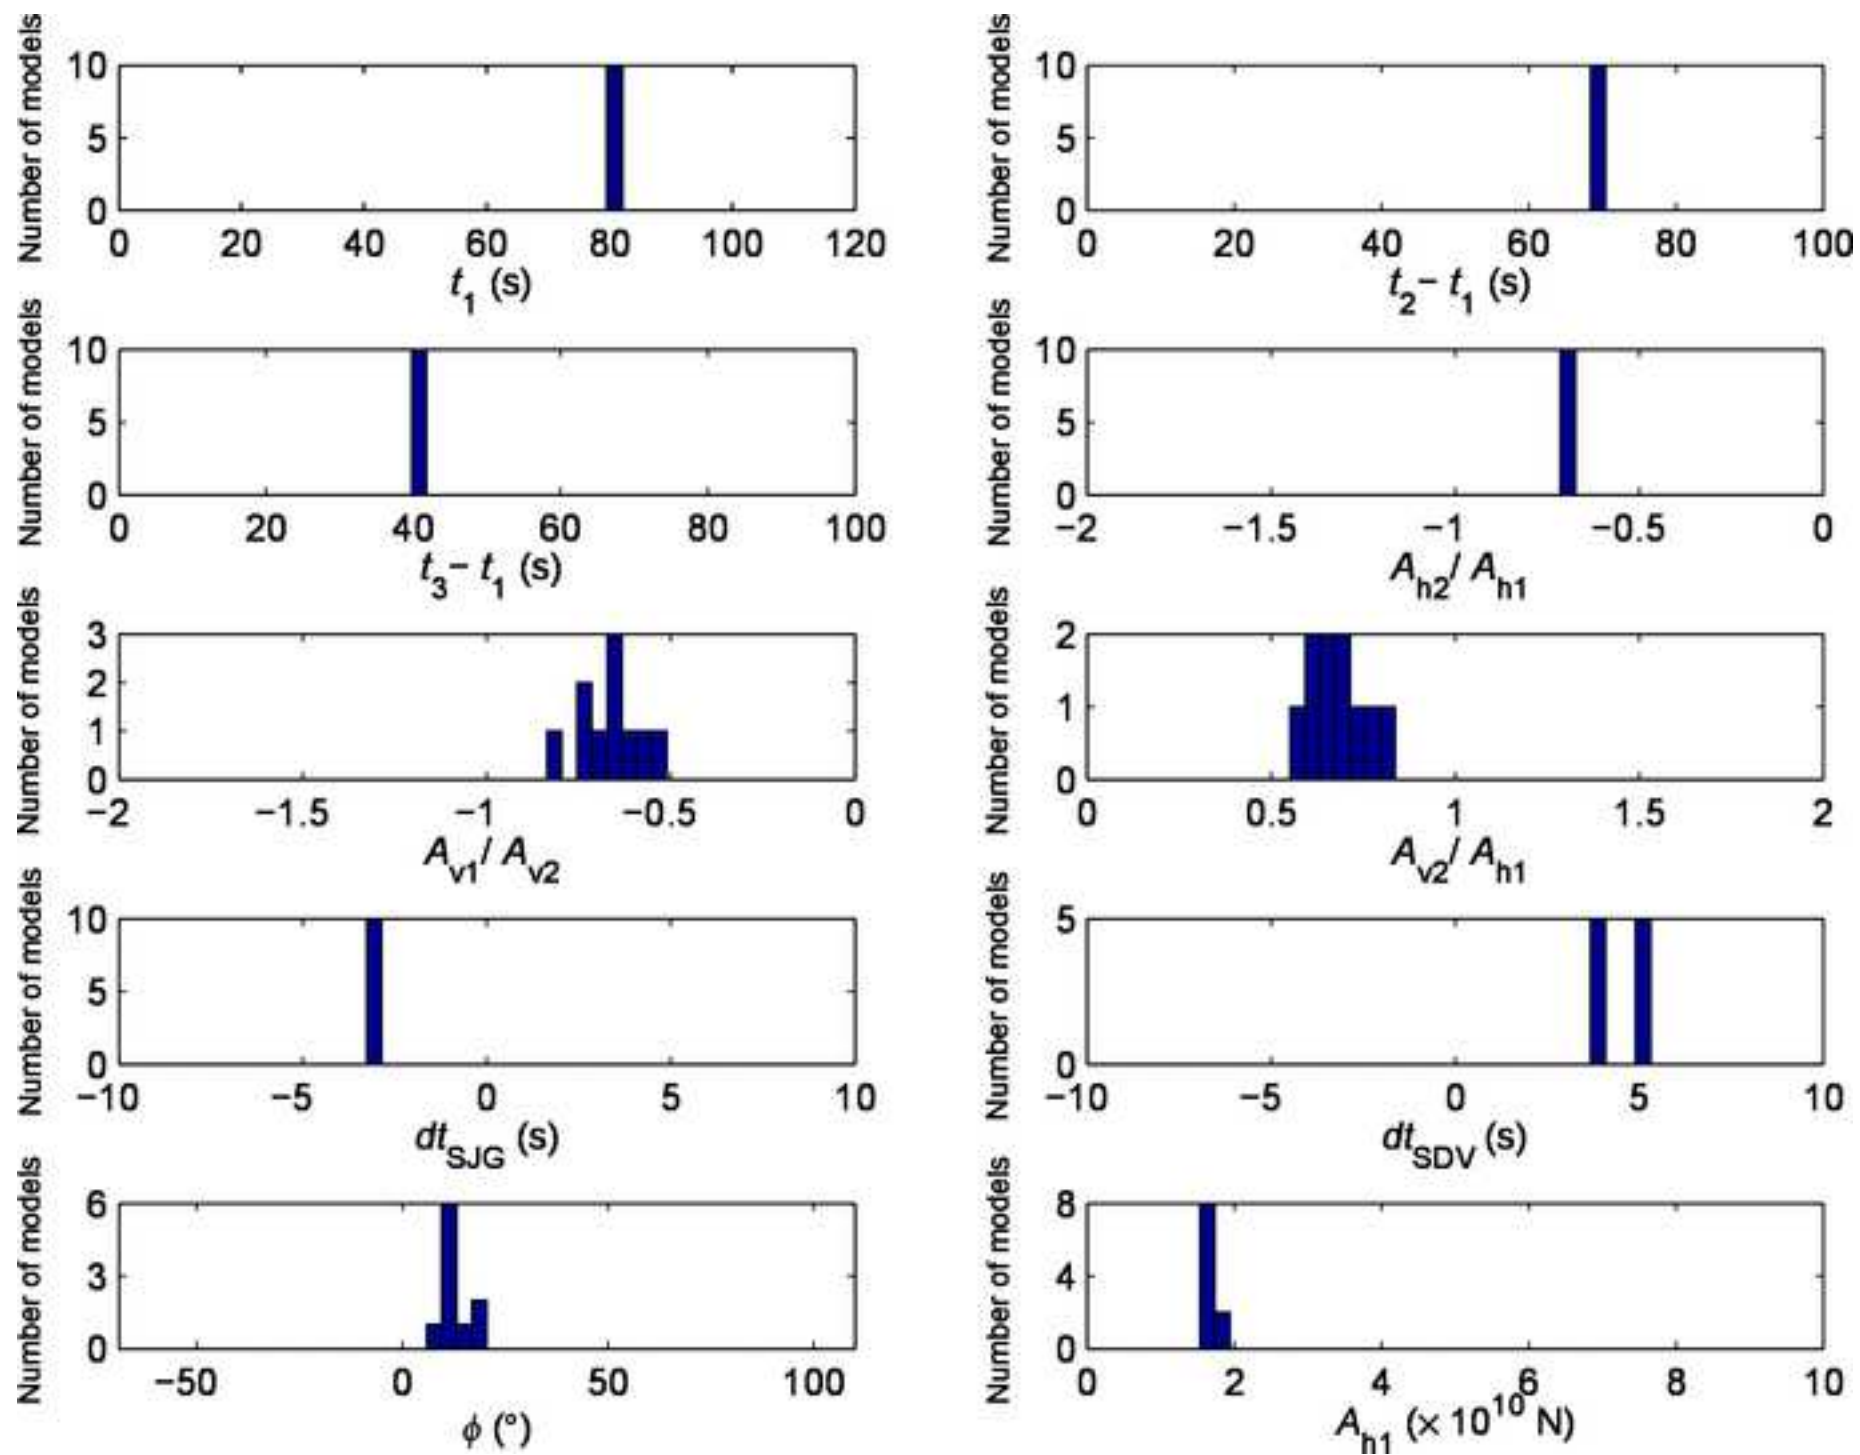 Number of models
10
5
0
0 20 40 60 80 100 120
t1 (s)
Number of models
10
5
0
0 20 40 60 80 100
t2− t1 (s)
Number of models
10
5
0
0 20 40 60 80 100
t3− t1 (s)
Number of models
10
5
0
−2 −1.5 −1 −0.5 0
Ah2/ Ah1
Number of models
3
2
1
0
−2 −1.5 −1 −0.5 0
Av1/ Av2
Number of models
2
1
0
0 0.5 1 1.5 2
Av2/ Ah1
Number of models
10
5
0
−10 −5 0 5 10
dtSJG (s)
Number of models
5
0
−10 −5 0 5 10
dtSDV (s)
Number of models
6
3
0
−50 0 50 100
ϕ (°)
Number of models
8
4
0
0 2 4 6 8 10
Ah1 (× 10^10 N)